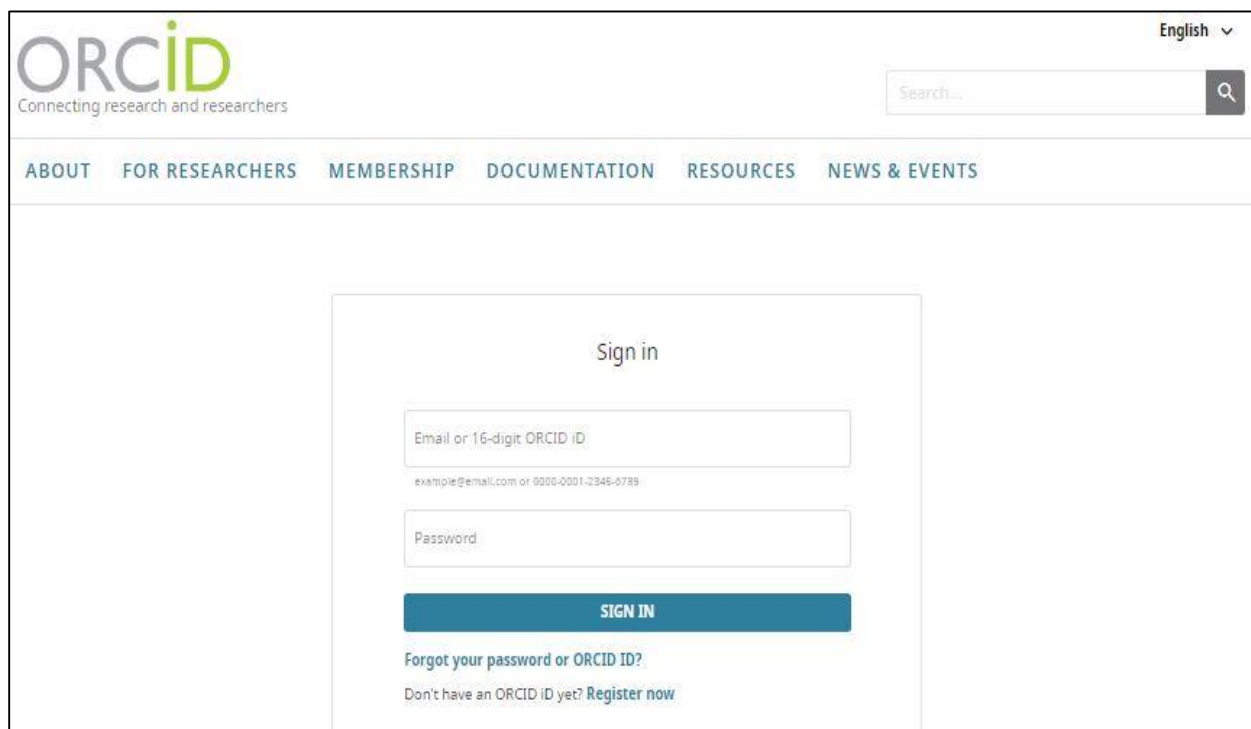 English
ORCiD
Connecting research and researchers
Search...
ABOUT FOR RESEARCHERS MEMBERSHIP DOCUMENTATION RESOURCES NEWS & EVENTS
Sign in
Email or 16-digit ORCID iD
example@email.com or 0000-0001-2345-6789
Password
SIGN IN
Forgot your password or ORCID ID?
Don't have an ORCID iD yet? Register now